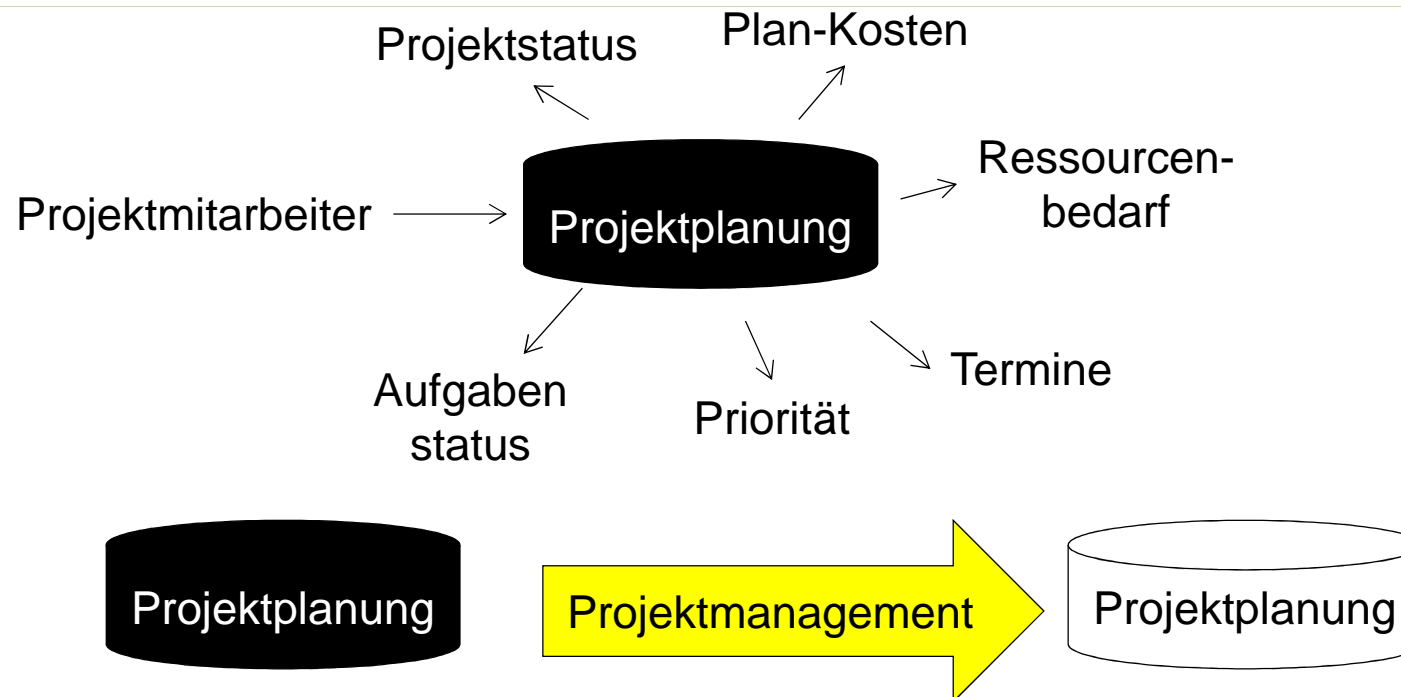 Projektstatus
Plan-Kosten
Projektmitarbeiter
Projektplanung
Ressourcen-
bedarf
Aufgaben
status
Priorität
Termine
Projektplanung
Projektmanagement
Projektplanung